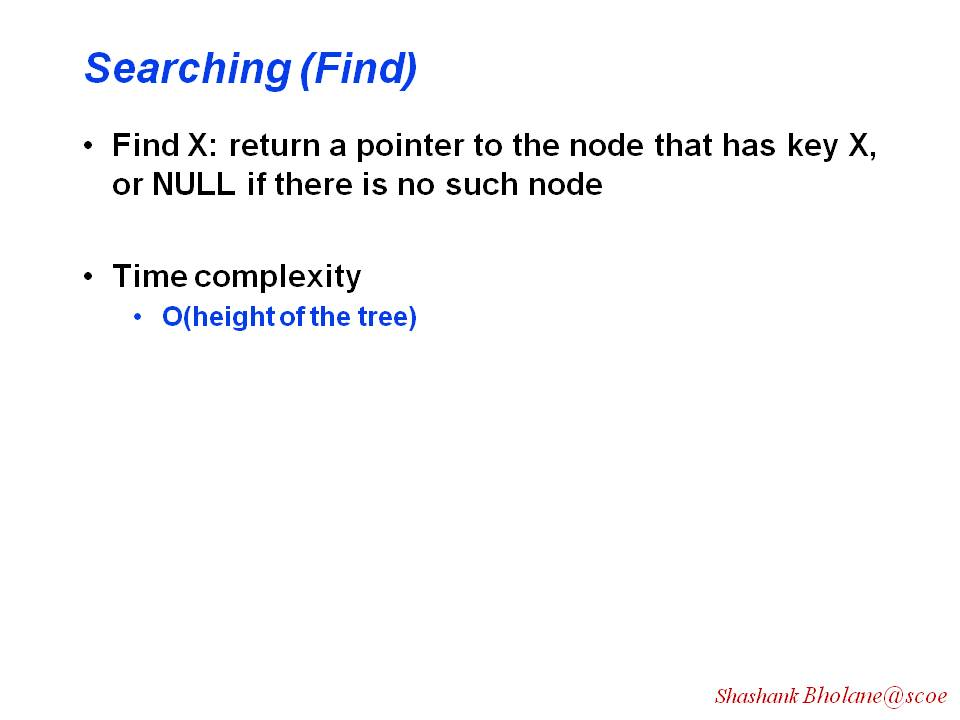 Searching (Find)
• Find X: return a pointer to the node that has key X,
or NULL if there is no such node
• Time complexity
• O(height of the tree)
Shashank Bholane@scoe